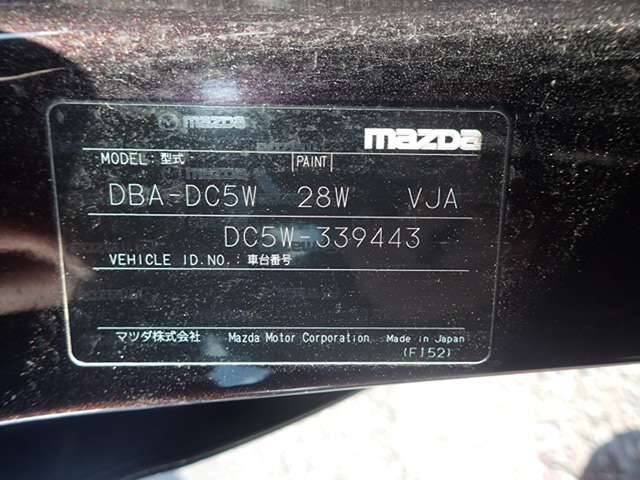 mazda
mazda
MODEL: 型式 PAINT
DBA-DC5W 28W VJA
DC5W-339443
VEHICLE ID.NO.: 車台番号
マツダ株式会社 Mazda Motor Corporation Made in Japan
(F152)